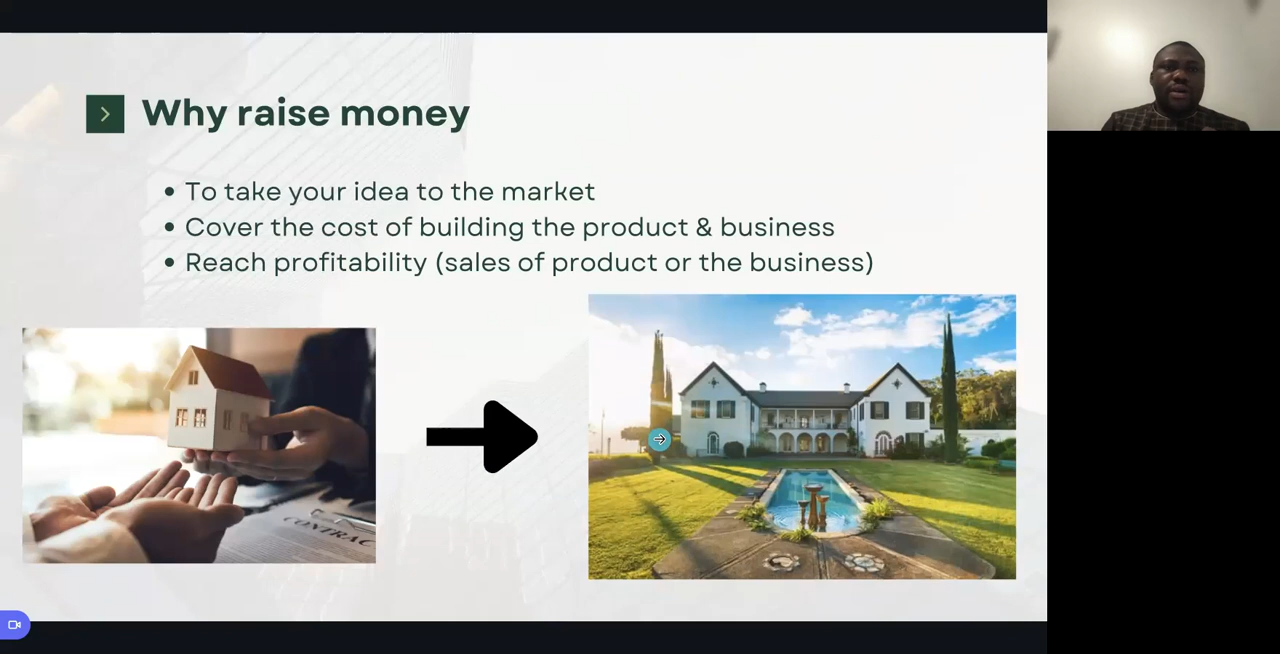 Why raise money
• To take your idea to the market
• Cover the cost of building the product & business
• Reach profitability (sales of product or the business)
CONTRAC